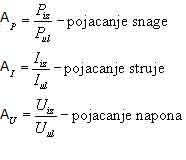 A_P = P_iz / P_ul – pojacanje snage
A_I = I_iz / I_ul – pojacanje struje
A_U = U_iz / U_ul – pojacanje napona